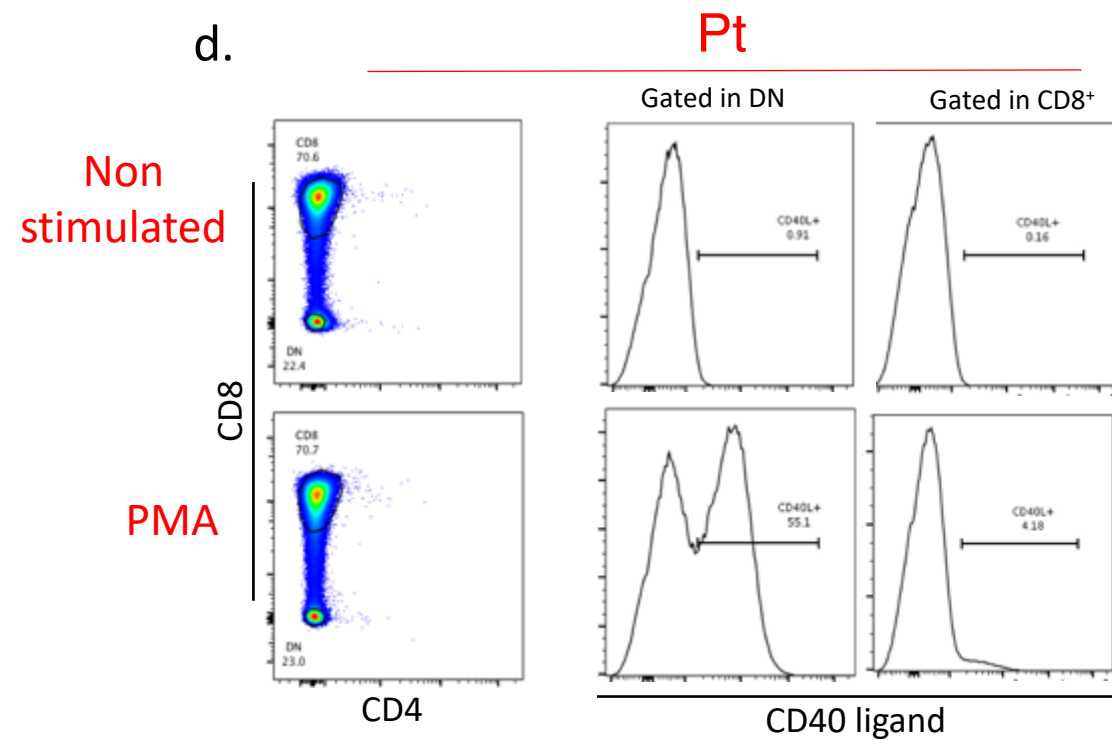 d.
Pt
Gated in DN
Gated in CD8⁺
Non
stimulated
CD8
70.6
DN
22.4
CD40L+
0.91
CD40L+
0.16
CD8
PMA
CD8
70.7
DN
23.0
CD40L+
55.1
CD40L+
4.18
CD4
CD40 ligand